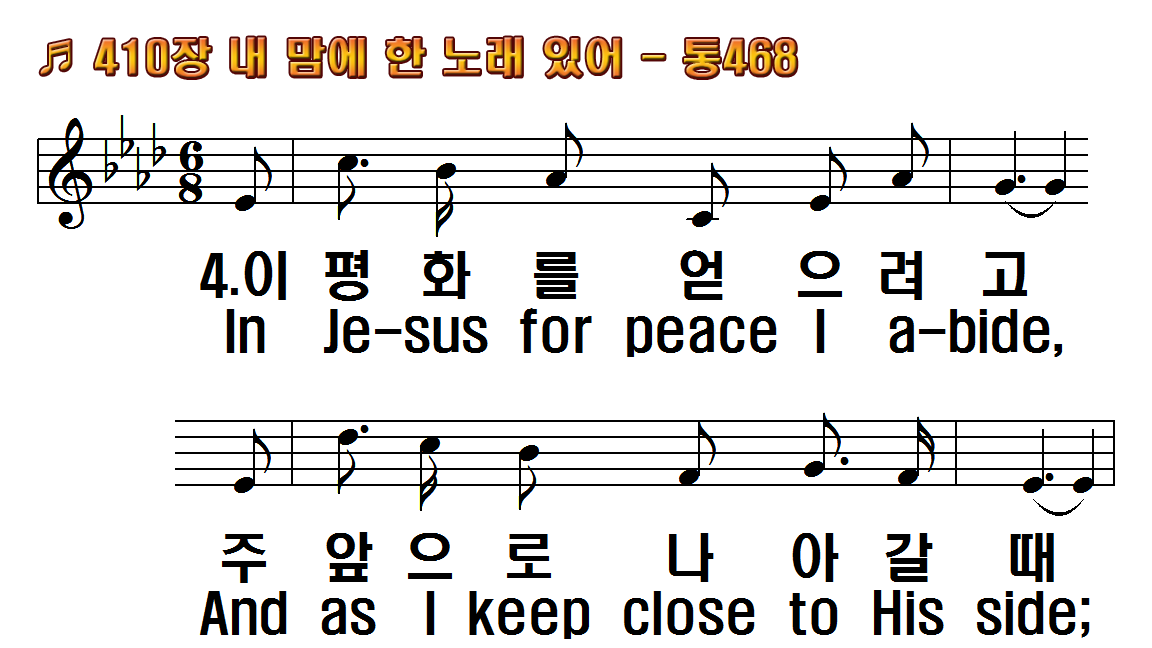 ♬ 410장 내 맘에 한 노래 있어 - 통468
6
8
4.이 평 화 를 얻 으 려 고
In Je-sus for peace I a-bide,
주 앞 으 로 나 아 갈 때
And as I keep close to His side;